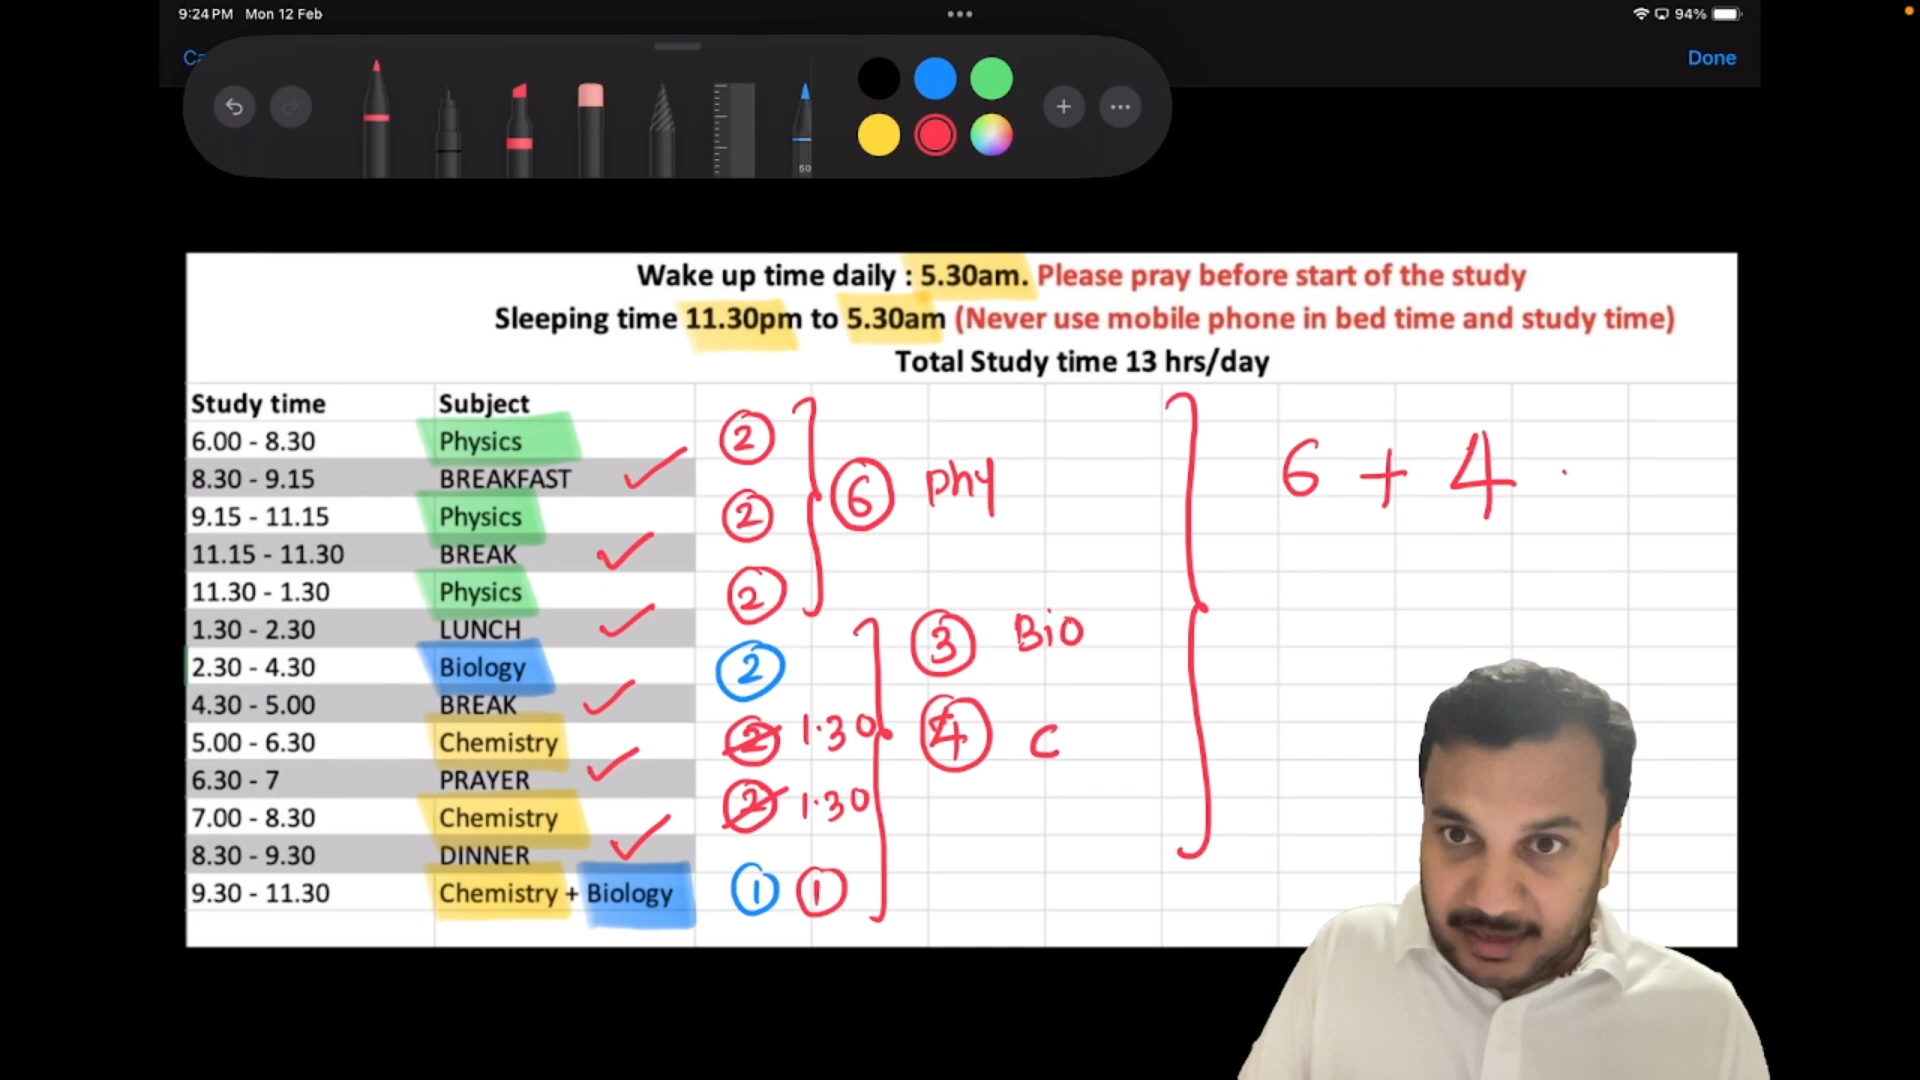 9:24 PM Mon 12 Feb
94%
Done
50
Wake up time daily : 5.30am. Please pray before start of the study
Sleeping time 11.30pm to 5.30am (Never use mobile phone in bed time and study time)
Total Study time 13 hrs/day
Study time Subject
6.00 - 8.30 Physics 2
8.30 - 9.15 BREAKFAST
9.15 - 11.15 Physics 2
11.15 - 11.30 BREAK
11.30 - 1.30 Physics 2
1.30 - 2.30 LUNCH
2.30 - 4.30 Biology 2
4.30 - 5.00 BREAK
5.00 - 6.30 Chemistry 2 1.30
6.30 - 7 PRAYER
7.00 - 8.30 Chemistry 2 1.30
8.30 - 9.30 DINNER
9.30 - 11.30 Chemistry + Biology 1 1
6 Phy
3 Bio
4 C
6 + 4